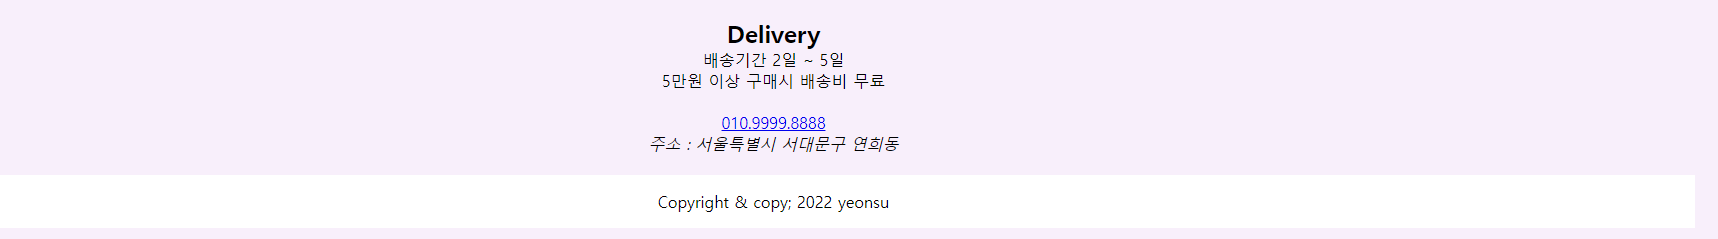 Delivery
배송기간 2일 ~ 5일
5만원 이상 구매시 배송비 무료
010.9999.8888
주소 : 서울특별시 서대문구 연희동
Copyright & copy; 2022 yeonsu